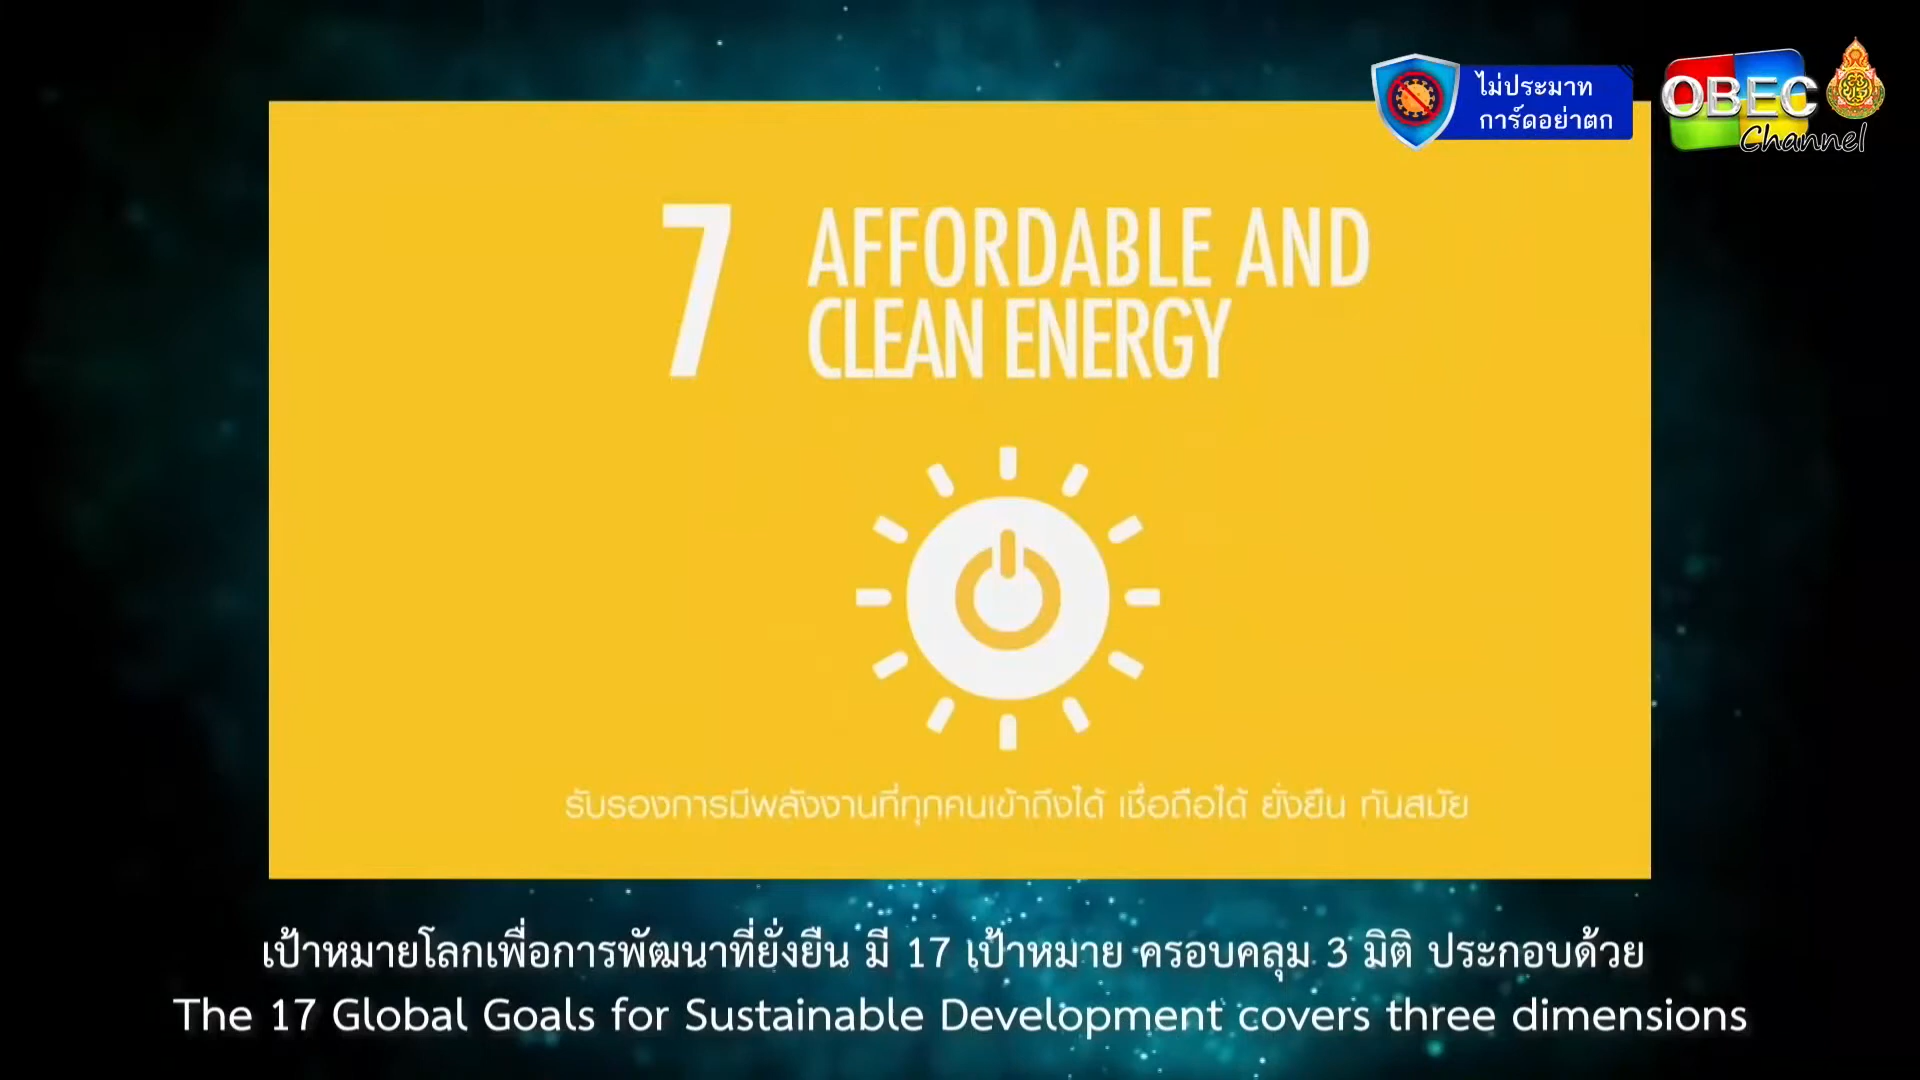 ไม่ประมาท
การ์ดอย่าตก
OBEC
Channel
7
AFFORDABLE AND
CLEAN ENERGY
รับรองการมีพลังงานที่ทุกคนเข้าถึงได้ เชื่อถือได้ ยั่งยืน ทันสมัย
เป้าหมายโลกเพื่อการพัฒนาที่ยั่งยืน มี 17 เป้าหมาย ครอบคลุม 3 มิติ ประกอบด้วย
The 17 Global Goals for Sustainable Development covers three dimensions